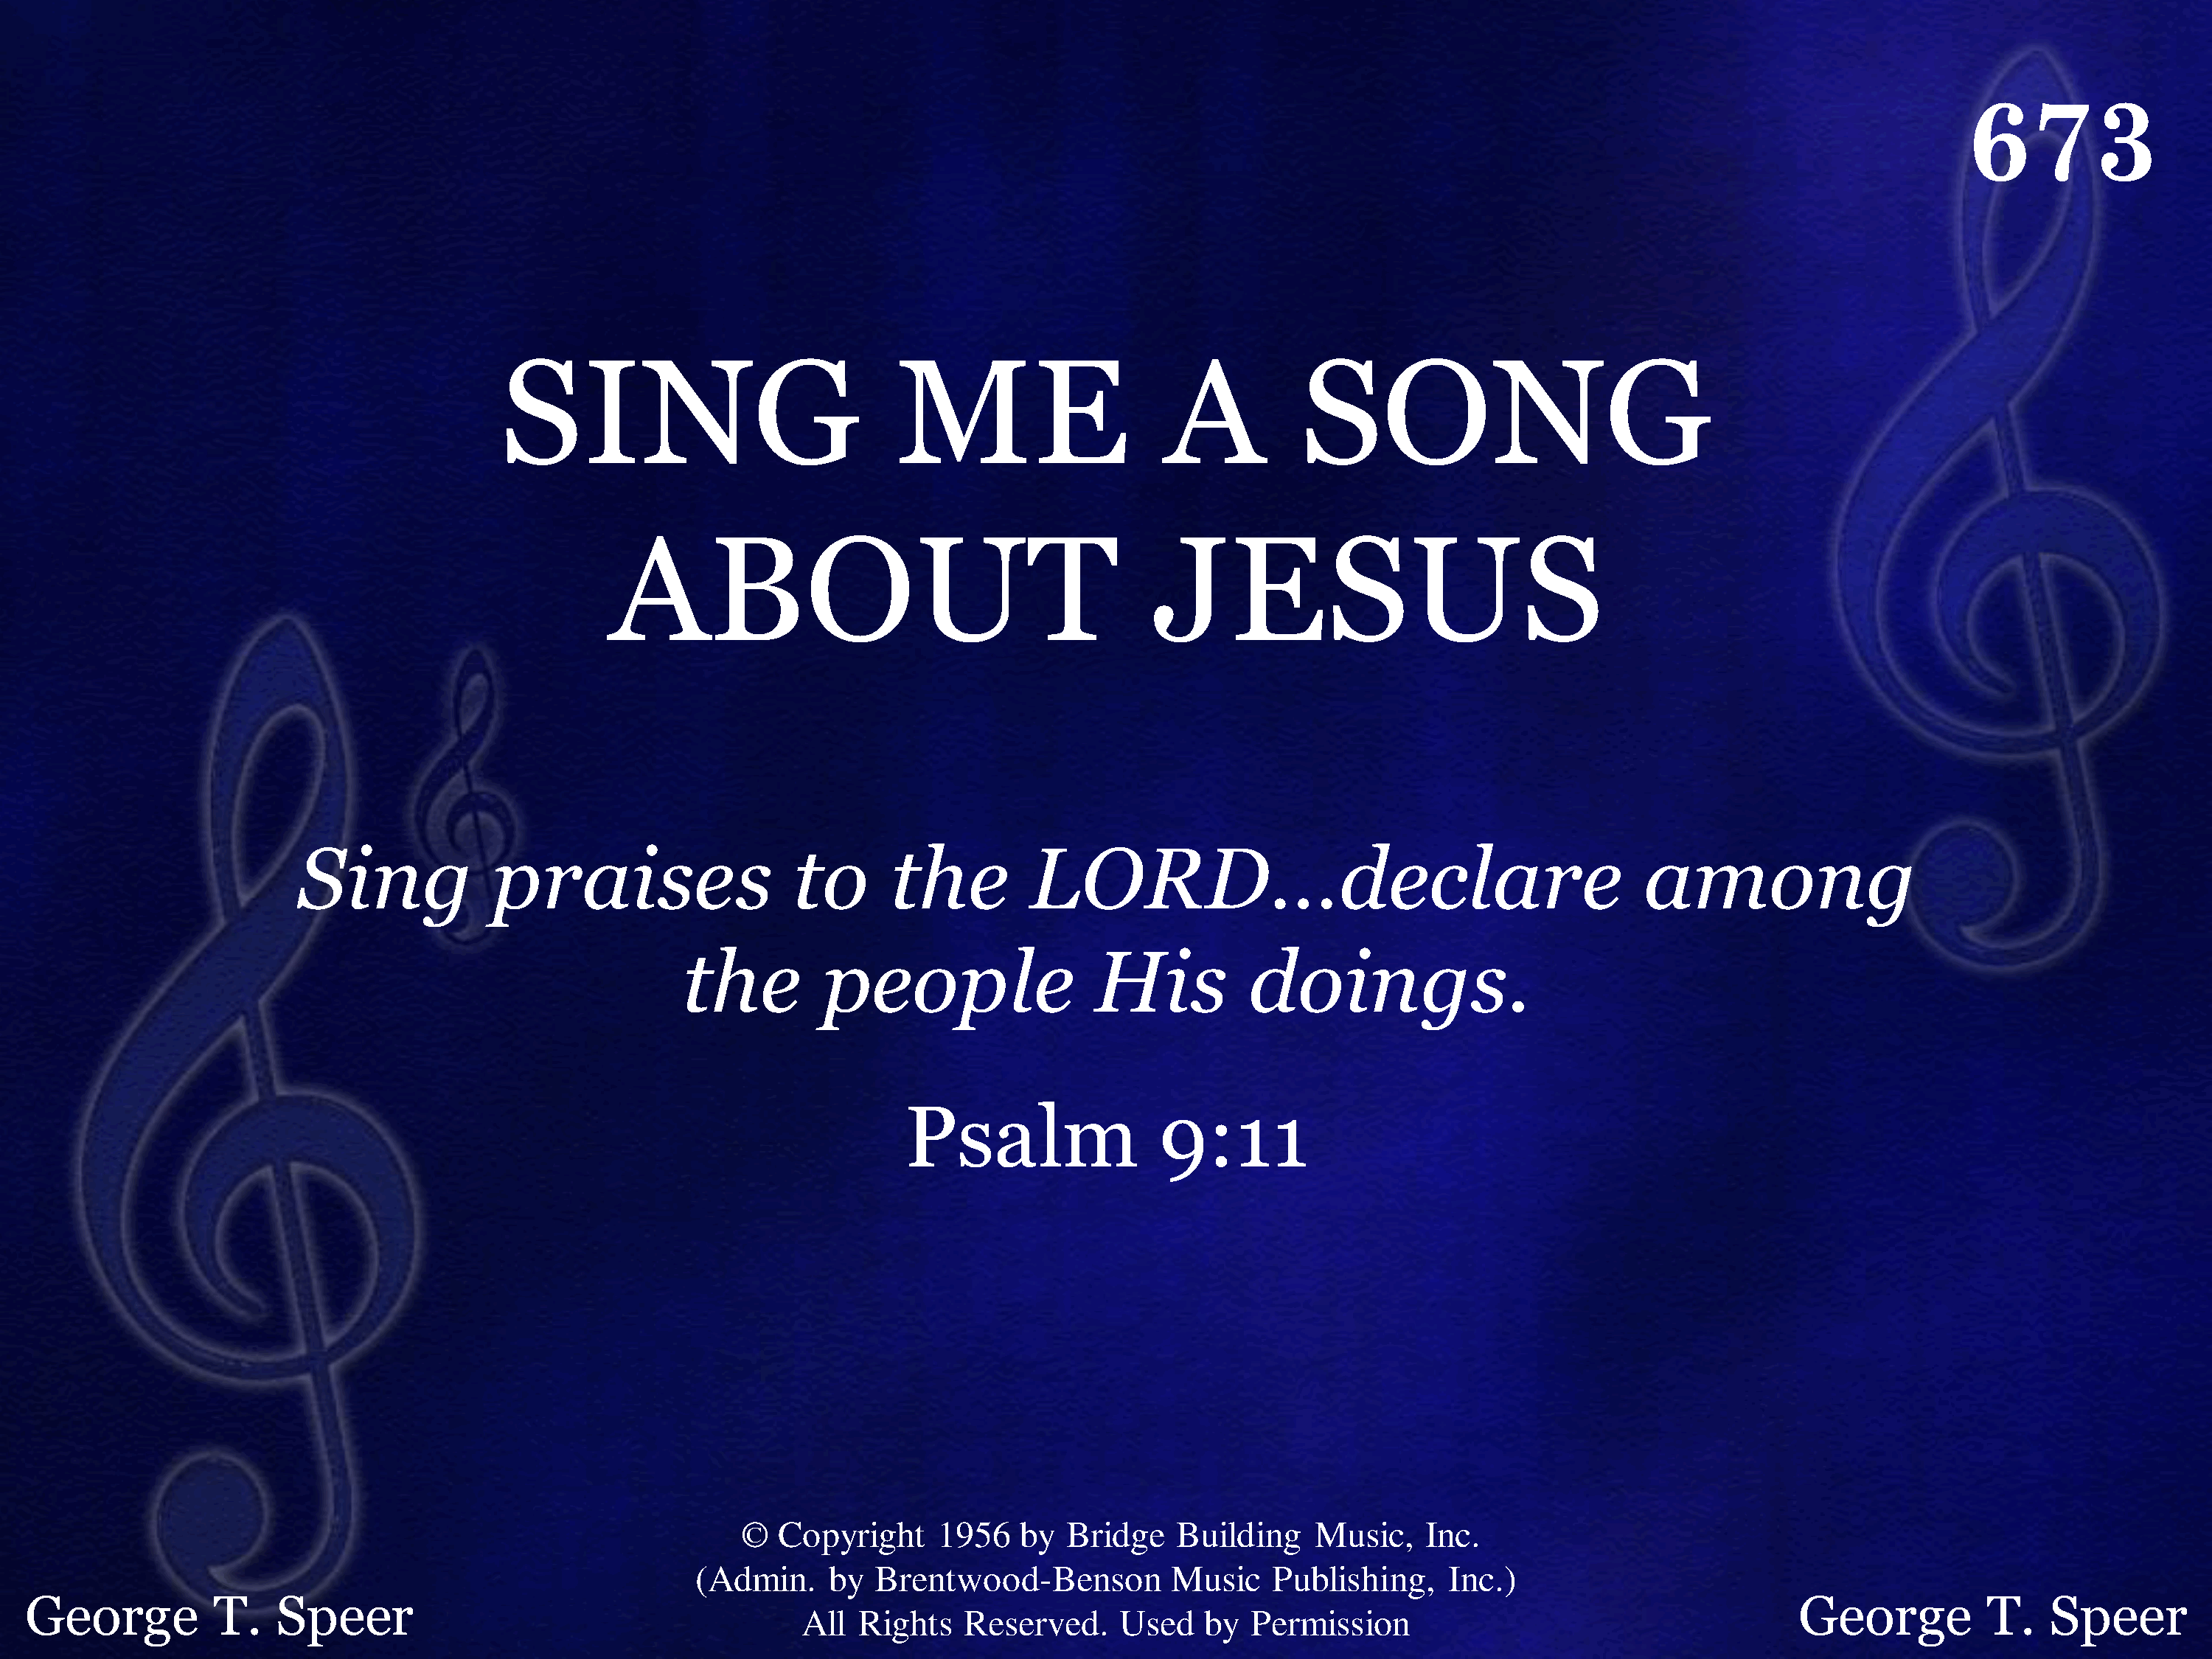 673
SING ME A SONG
ABOUT JESUS
Sing praises to the LORD...declare among
the people His doings.
Psalm 9:11
© Copyright 1956 by Bridge Building Music, Inc.
(Admin. by Brentwood-Benson Music Publishing, Inc.)
All Rights Reserved. Used by Permission
George T. Speer
George T. Speer